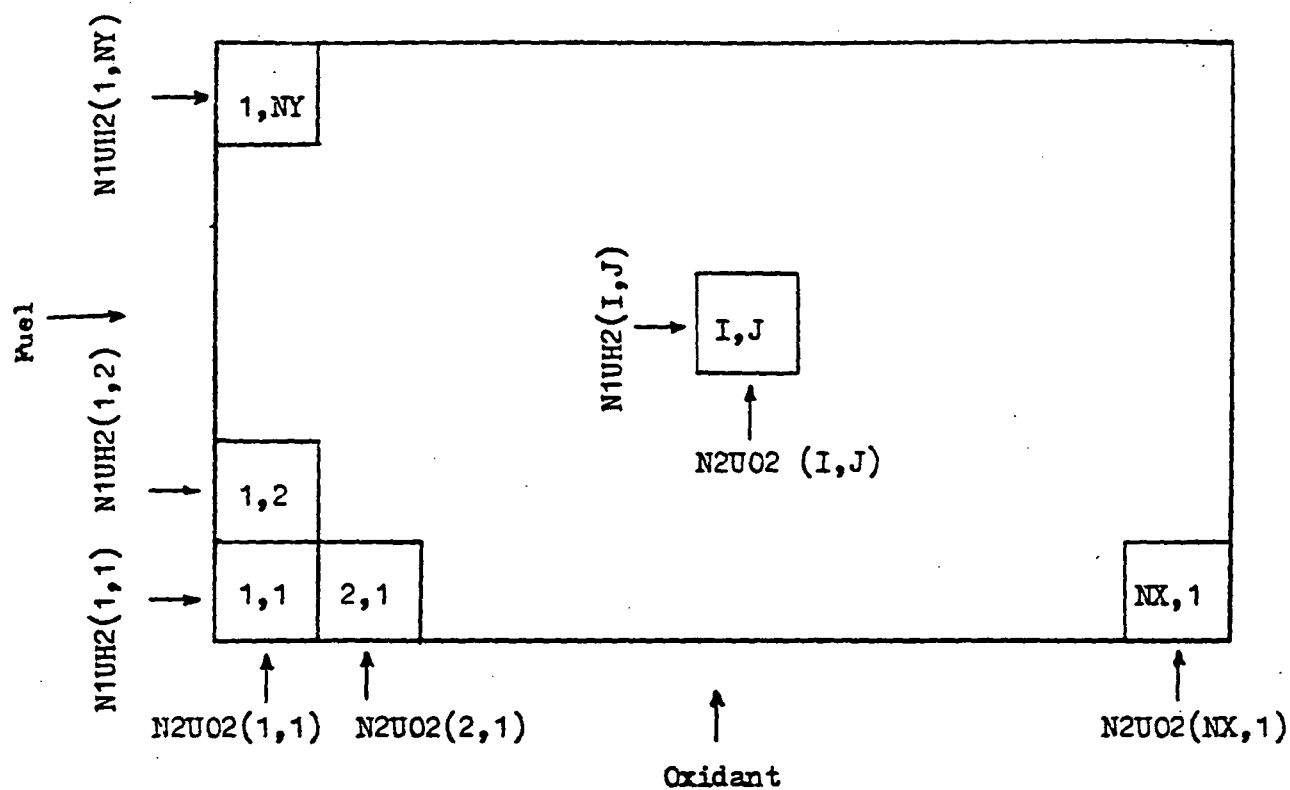 N1UH2(1,NY)
1,NY
Fuel
N1UH2(I,J)
I,J
N2UO2 (I,J)
N1UH2(1,2)
1,2
N1UH2(1,1)
1,1
2,1
NX,1
N2UO2(1,1)
N2UO2(2,1)
N2UO2(NX,1)
Oxidant